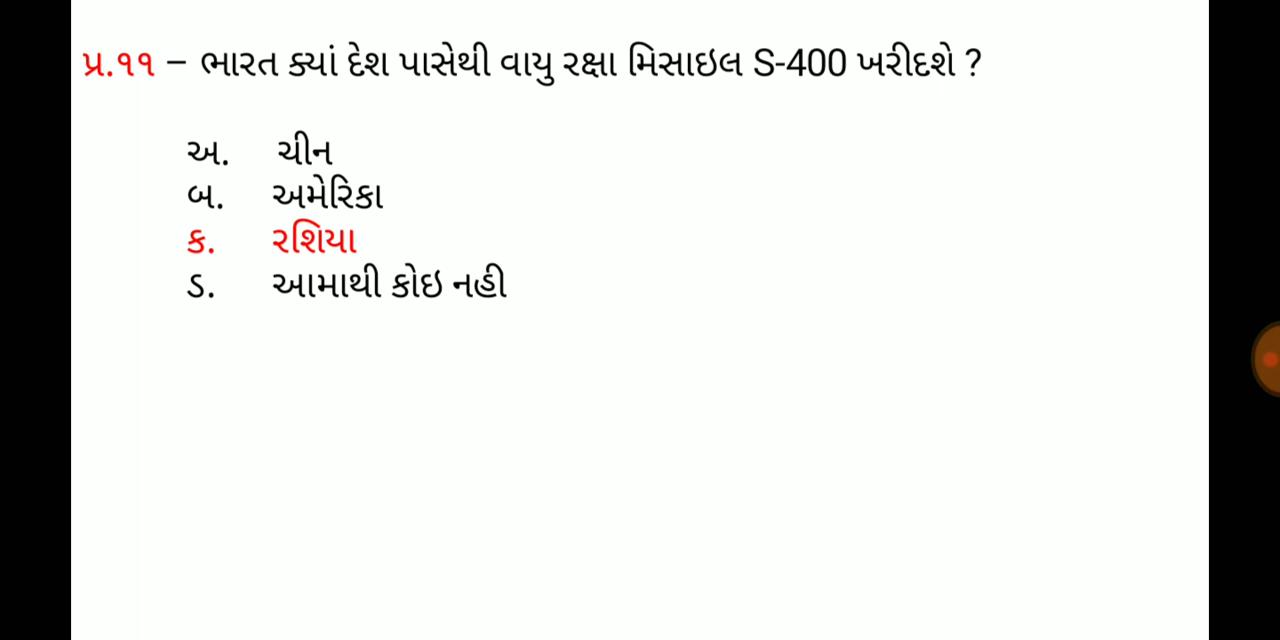 પ્ર.૧૧ – ભારત ક્યાં દેશ પાસેથી વાયુ રક્ષા મિસાઇલ S-400 ખરીદશે ?
અ. ચીન
બ. અમેરિકા
ક. રશિયા
ડ. આમાથી કોઇ નહી